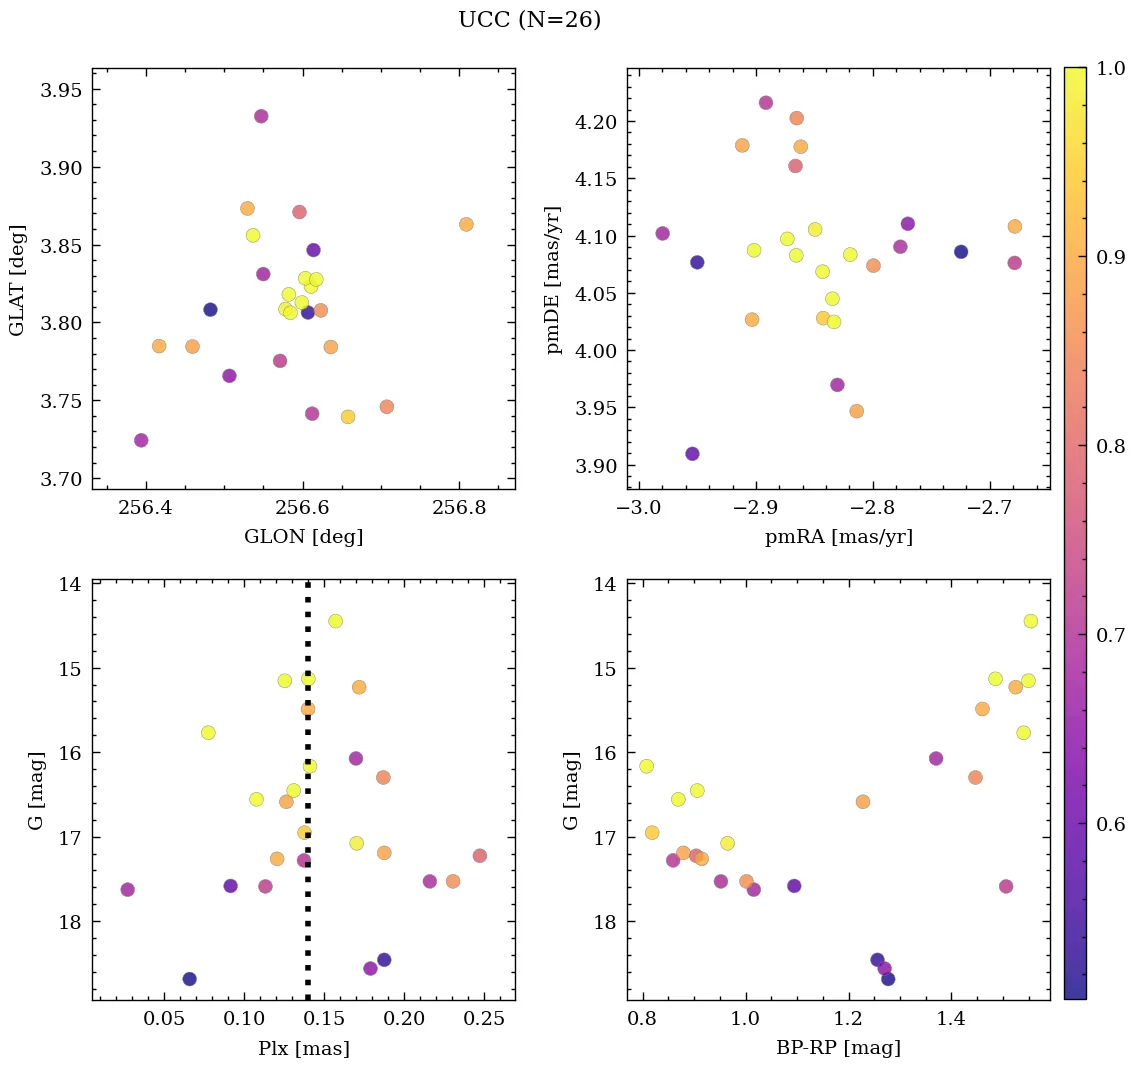 UCC (N=26)
3.95
3.90
3.85
3.80
3.75
3.70
GLAT [deg]
256.4 256.6 256.8
GLON [deg]
4.20
4.15
4.10
4.05
4.00
3.95
3.90
pmDE [mas/yr]
−3.0 −2.9 −2.8 −2.7
pmRA [mas/yr]
1.0
0.9
0.8
0.7
0.6
14
15
16
17
18
G [mag]
0.05 0.10 0.15 0.20 0.25
Plx [mas]
14
15
16
17
18
G [mag]
0.8 1.0 1.2 1.4
BP-RP [mag]